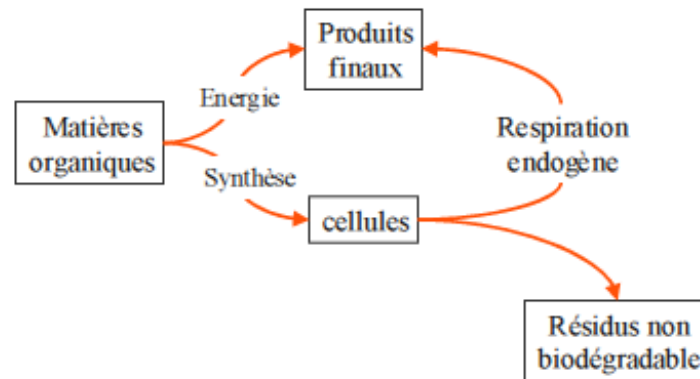 Produits
finaux
Energie
Matières
organiques
Respiration
endogène
Synthèse
cellules
Résidus non
biodégradable